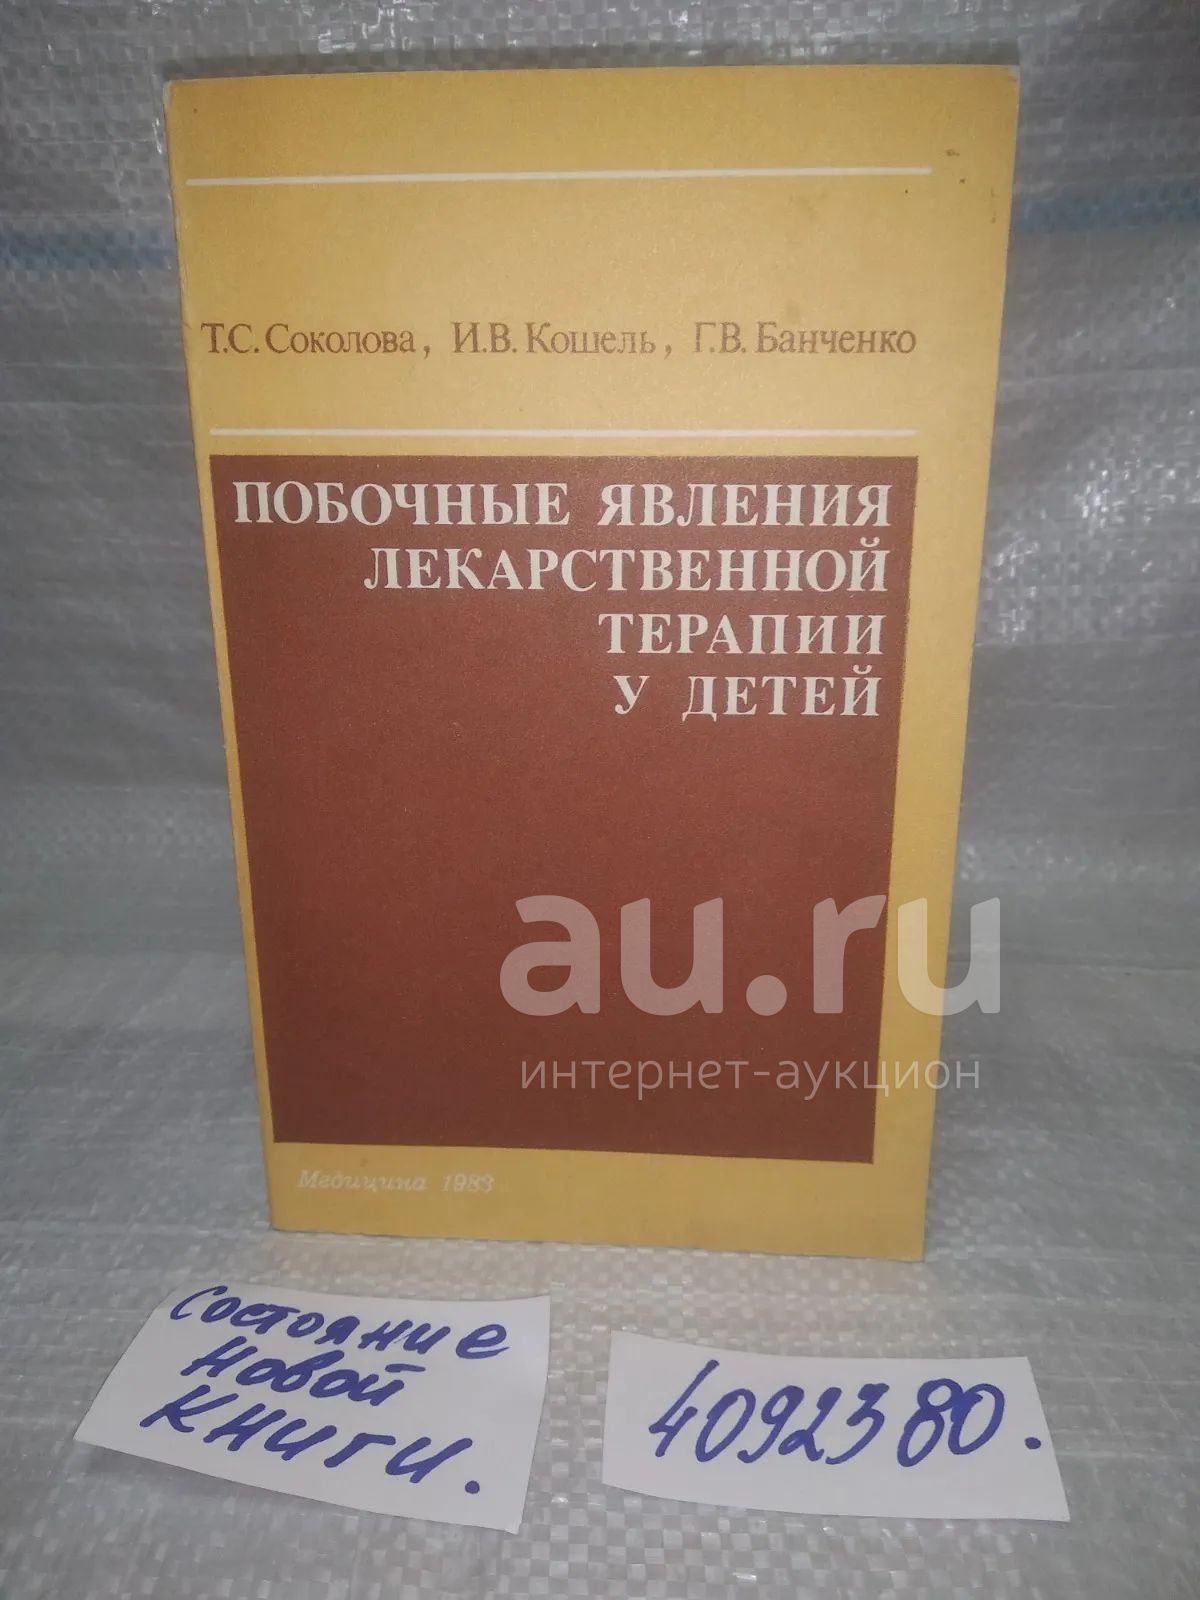 Т.С. Соколова, И.В. Кошель, Г.В. Банченко
ПОБОЧНЫЕ ЯВЛЕНИЯ
ЛЕКАРСТВЕННОЙ
ТЕРАПИИ
У ДЕТЕЙ
au.ru
интернет-аукцион
Медицина 1983
Состояние
новой
книги.
4092380.